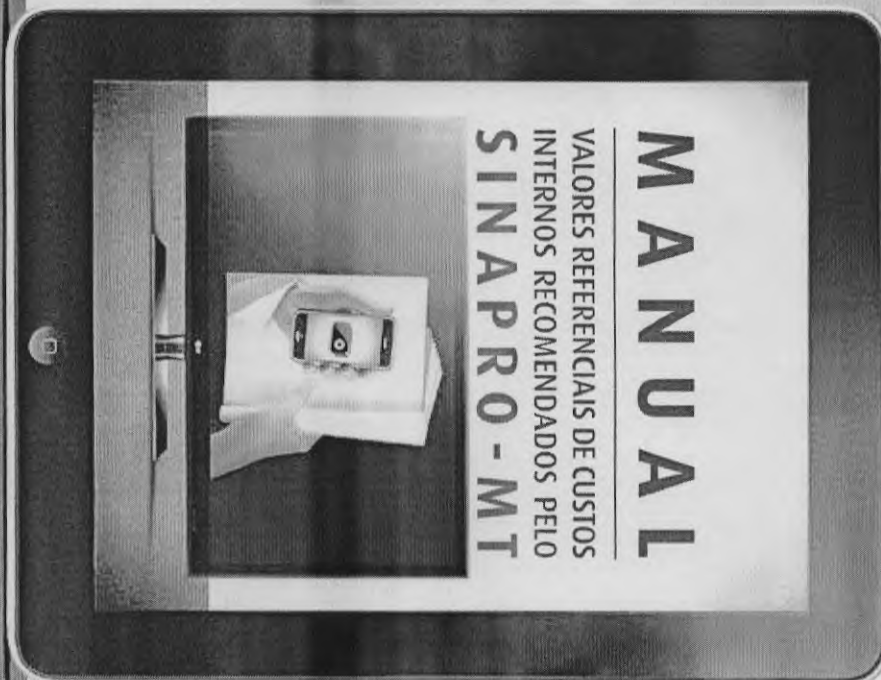 MANUAL
VALORES REFERENCIAIS DE CUSTOS
INTERNOS RECOMENDADOS PELO
SINAPRO-MT